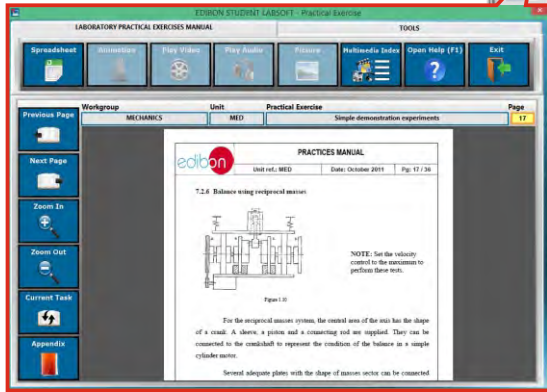 EDIBON STUDENT LABSOFT - Practical Exercise
LABORATORY PRACTICAL EXERCISES MANUAL
TOOLS
Spreadsheet
Animation
Play Video
Play Audio
Picture
Multimedia Index
Open Help (F1)
Exit
Workgroup
Unit
Practical Exercise
Page
MECHANICS
MED
Simple demonstration experiments
17
Previous Page
Next Page
Zoom In
Zoom Out
Current Task
Appendix
edibon
PRACTICES MANUAL
Unit ref.: MED
Date: October 2011
Pg: 17 / 36
7.2.6 Balance using reciprocal masses
NOTE: Set the velocity
control to the maximum to
perform these tests.
Figure
For the reciprocal masses system, the central area of the axis has the shape
of a crank. A sleeve, a piston and a connecting rod are supplied. They can be
connected to the crankshaft to represent the condition of the balance in a simple
cylinder motor.
Several adequate plates with the shape of masses sector can be connected